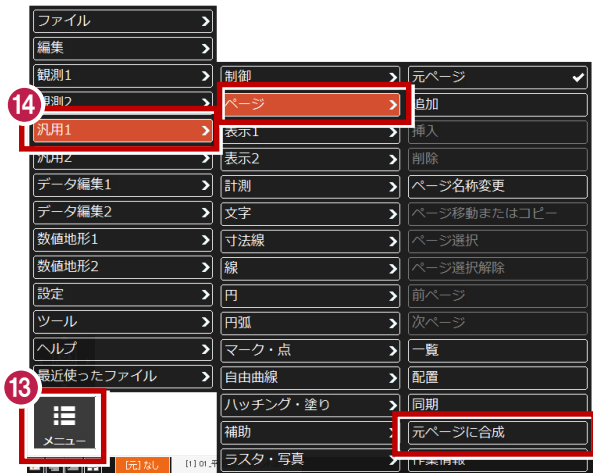 ファイル
編集
観測1
観測2
汎用1
汎用2
データ編集1
データ編集2
数値地形1
数値地形2
設定
ツール
ヘルプ
最近使ったファイル
14
13
メニュー
制御
ページ
表示1
表示2
計測
文字
寸法線
線
円
円弧
マーク・点
自由曲線
ハッチング・塗り
補助
ラスタ・写真
元ページ
追加
挿入
削除
ページ名称変更
ページ移動またはコピー
ページ選択
ページ選択解除
前ページ
次ページ
一覧
配置
同期
元ページに合成
作業情報
[元] なし
[1] 01_平